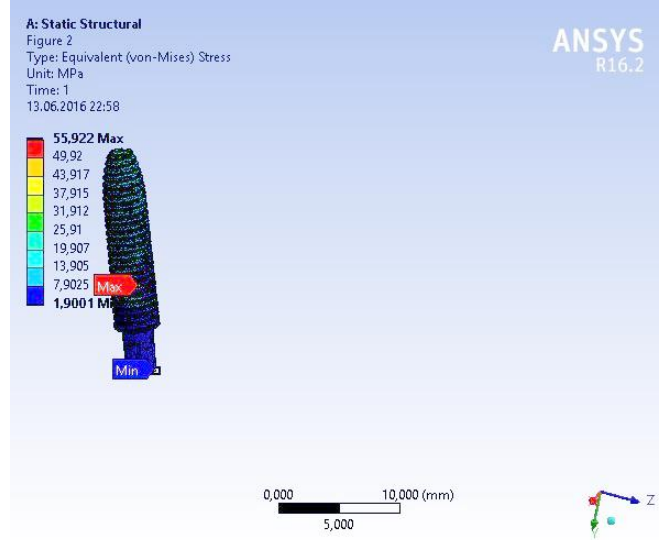 A: Static Structural
Figure 2
Type: Equivalent (von-Mises) Stress
Unit: MPa
Time: 1
13.06.2016 22:58
ANSYS
R16.2
55,922 Max
49,92
43,917
37,915
31,912
25,91
19,907
13,905
7,9025
1,9001 Mi
Max
Min
0,000
10,000 (mm)
5,000
Z